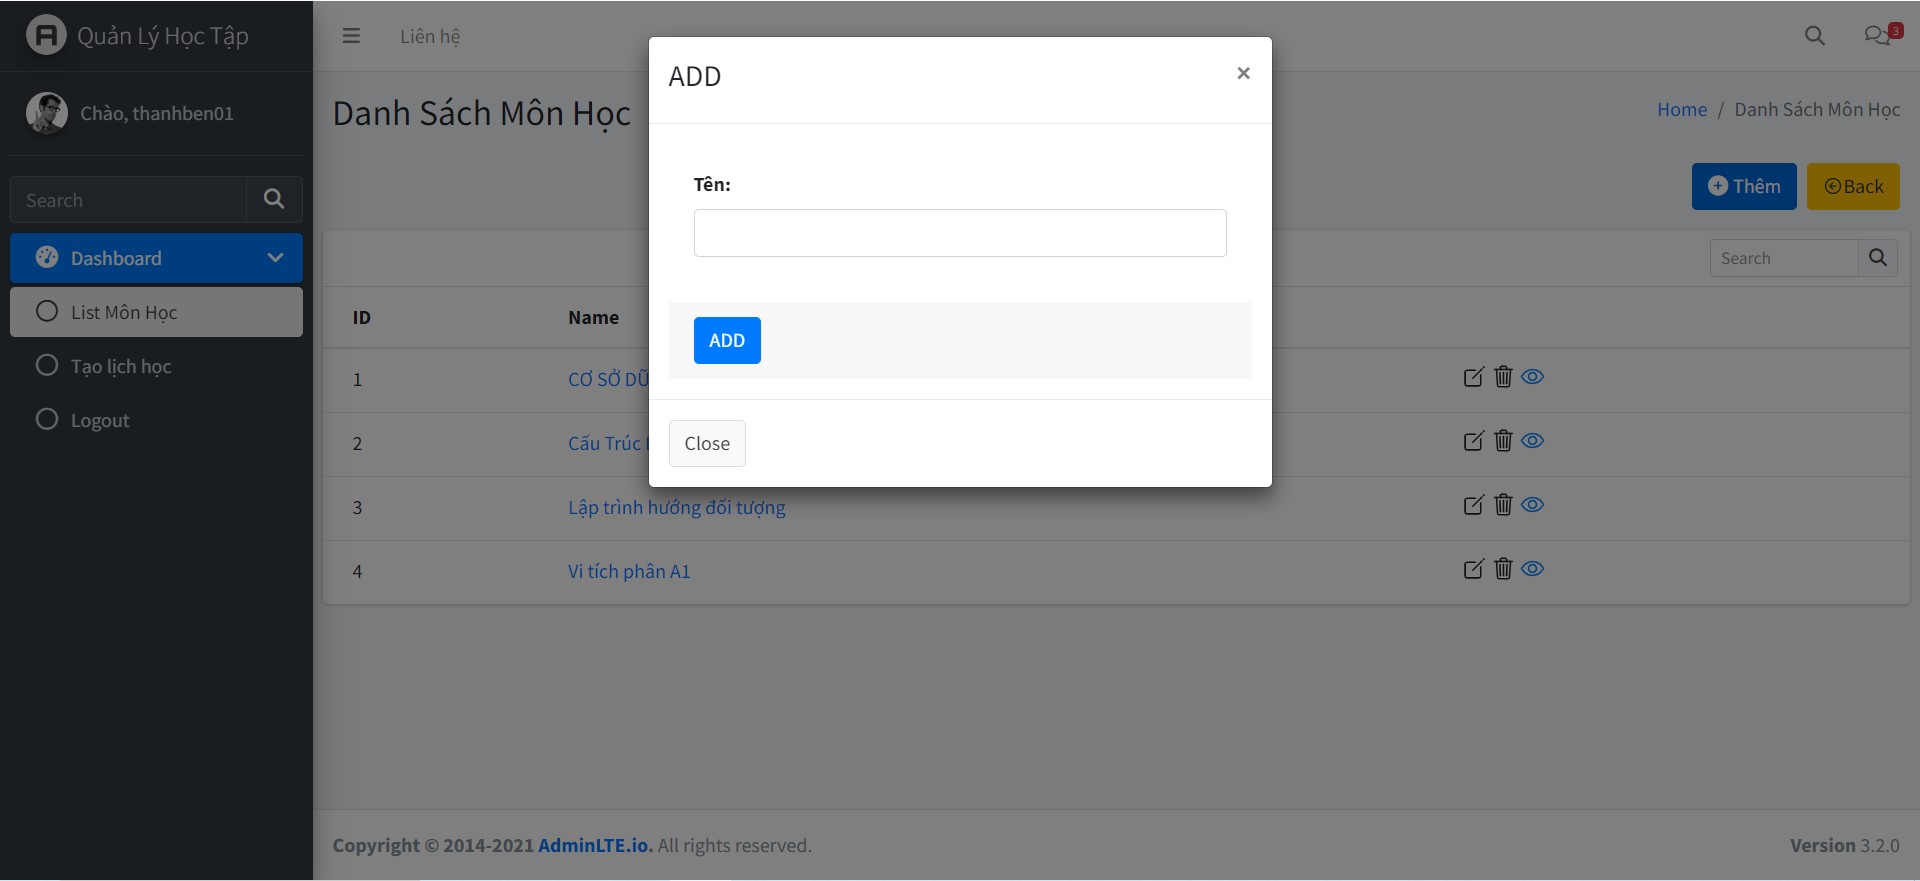 Quản Lý Học Tập
Liên hệ
3
Chào, thanhben01
Search
Dashboard
List Môn Học
Tạo lịch học
Logout
Danh Sách Môn Học
Home / Danh Sách Môn Học
Thêm
Back
Search
ADD
×
Tên:
ADD
Close
ID Name
1 CƠ SỞ DỮ
2 Cấu Trúc
3 Lập trình hướng đối tượng
4 Vi tích phân A1
Copyright © 2014-2021 AdminLTE.io. All rights reserved.
Version 3.2.0